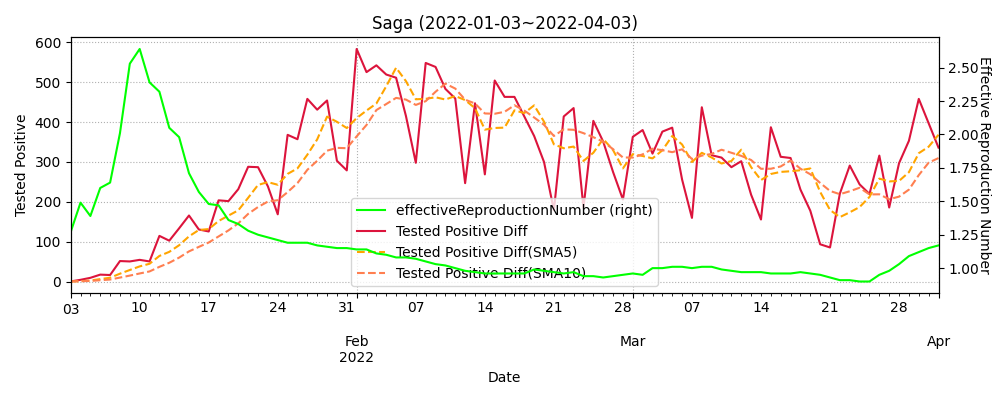 Saga (2022-01-03~2022-04-03)
Tested Positive
Effective Reproduction Number
600
500
400
300
200
100
0
2.50
2.25
2.00
1.75
1.50
1.25
1.00
effectiveReproductionNumber (right)
Tested Positive Diff
Tested Positive Diff(SMA5)
Tested Positive Diff(SMA10)
03 10 17 24 31 07 14 21 28 07 14 21 28
Feb Mar Apr
2022
Date